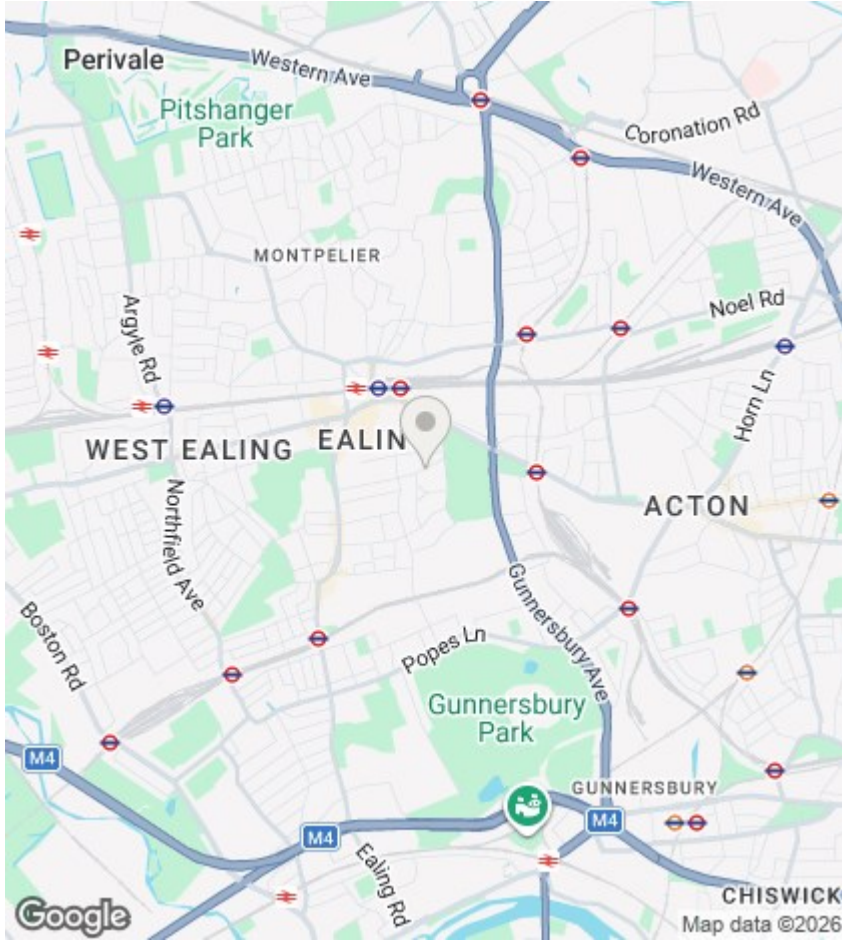 Perivale
Western Ave
Pitshanger
Park
Coronation Rd
Western Ave
MONTPELIER
Argyle Rd
Noel Rd
Horn Ln
WEST EALING
EALIN
ACTON
Northfield Ave
Gunnersbury Ave
Boston Rd
Popes Ln
Gunnersbury
Park
M4
GUNNERSBURY
M4
M4
Ealing Rd
CHISWICK
Google
Map data ©2026